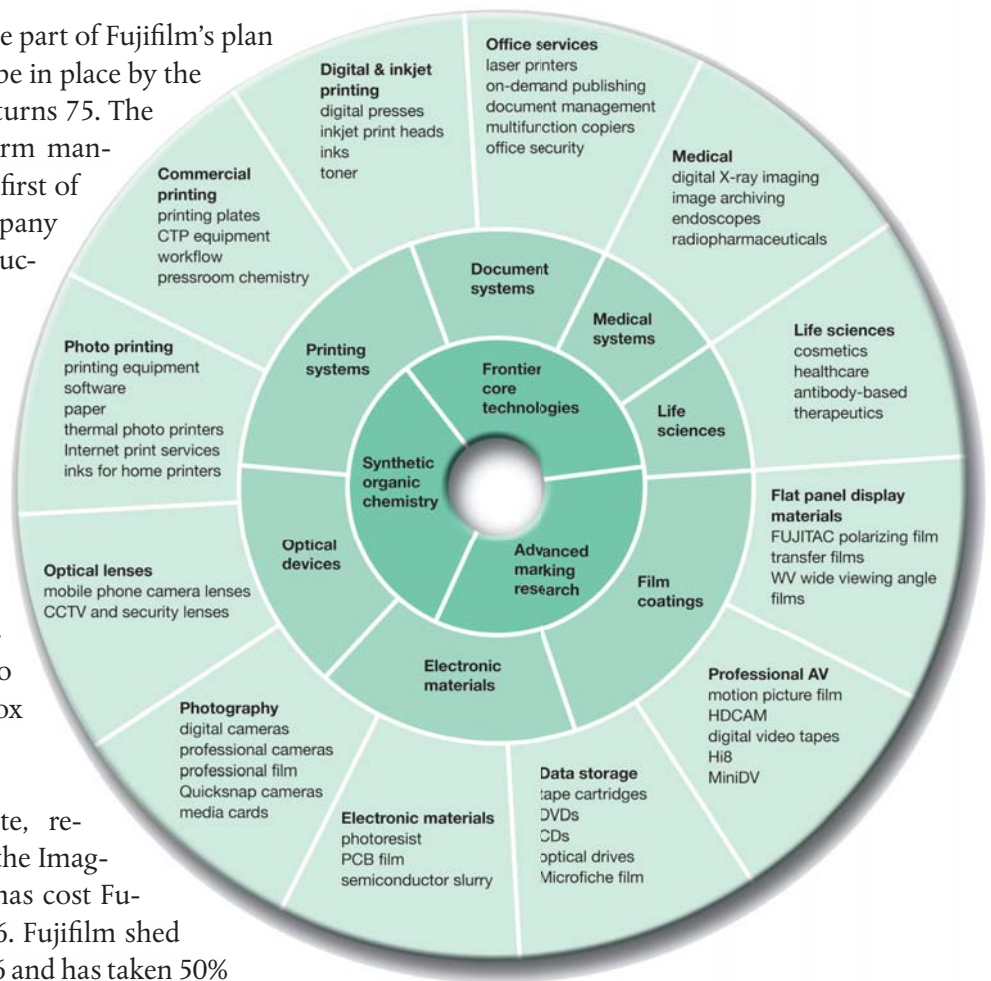 e part of Fujifilm’s plan
be in place by the
turns 75. The
rm man-
first of
pany
uc-
o
ox
te, re-
the Imag-
has cost Fu-
6. Fujifilm shed
6 and has taken 50%
Office services
laser printers
on-demand publishing
document management
multifunction copiers
office security
Medical
digital X-ray imaging
image archiving
endoscopes
radiopharmaceuticals
Life sciences
cosmetics
healthcare
antibody-based
therapeutics
Flat panel display
materials
FUJITAC polarizing film
transfer films
WV wide viewing angle
films
Professional AV
motion picture film
HDCAM
digital video tapes
Hi8
MiniDV
Data storage
tape cartridges
DVDs
CDs
optical drives
Microfiche film
Electronic materials
photoresist
PCB film
semiconductor slurry
Photography
digital cameras
professional cameras
professional film
Quicksnap cameras
media cards
Optical lenses
mobile phone camera lenses
CCTV and security lenses
Photo printing
printing equipment
software
paper
thermal photo printers
Internet print services
inks for home printers
Commercial
printing
printing plates
CTP equipment
workflow
pressroom chemistry
Digital & inkjet
printing
digital presses
inkjet print heads
inks
toner
Document
systems
Medical
systems
Life
sciences
Film
coatings
Electronic
materials
Optical
devices
Printing
systems
Frontier
core
technologies
Advanced
marking
research
Synthetic
organic
chemistry